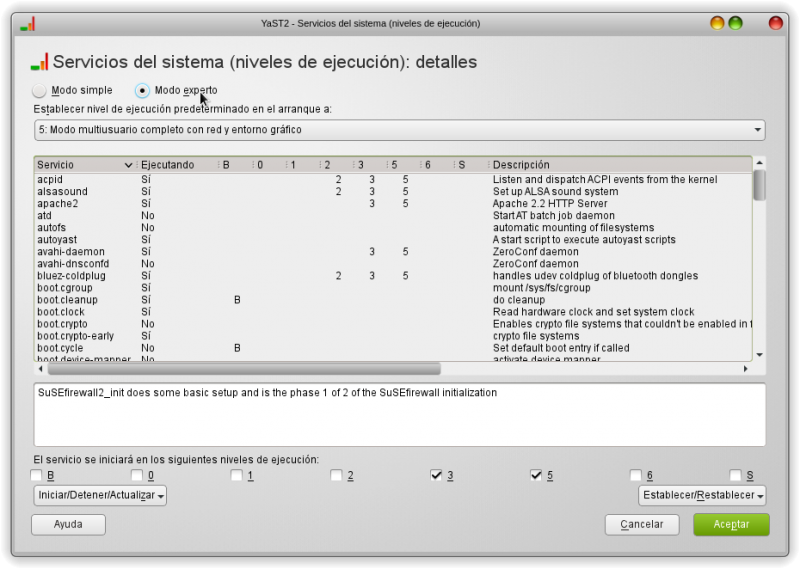 YaST2 - Servicios del sistema (niveles de ejecución)
Servicios del sistema (niveles de ejecución): detalles
Modo simple Modo experto
Establecer nivel de ejecución predeterminado en el arranque a:
5: Modo multiusuario completo con red y entorno gráfico
Servicio Ejecutando B 0 1 2 3 5 6 S Descripción
acpid Sí 2 3 5 Listen and dispatch ACPI events from the kernel
alsasound Sí 2 3 5 Set up ALSA sound system
apache2 Sí 3 5 Apache 2.2 HTTP Server
atd No Start AT batch job daemon
autofs No automatic mounting of filesystems
autoyast Sí A start script to execute autoyast scripts
avahi-daemon Sí 3 5 ZeroConf daemon
avahi-dnsconfd No ZeroConf daemon
bluez-coldplug Sí 2 3 5 handles udev coldplug of bluetooth dongles
boot.cgroup Sí mount /sys/fs/cgroup
boot.cleanup Sí B do cleanup
boot.clock Sí Read hardware clock and set system clock
boot.crypto No Enables crypto file systems that couldn't be enabled in
boot.crypto-early Sí crypto file systems
boot.cycle No B Set default boot entry if called
boot.device-mapper No activate device mapper
SuSEfirewall2_init does some basic setup and is the phase 1 of 2 of the SuSEfirewall initialization
El servicio se iniciará en los siguientes niveles de ejecución:
B 0 1 2 3 5 6 S
Iniciar/Detener/Actualizar Establecer/Restablecer
Ayuda Cancelar Aceptar